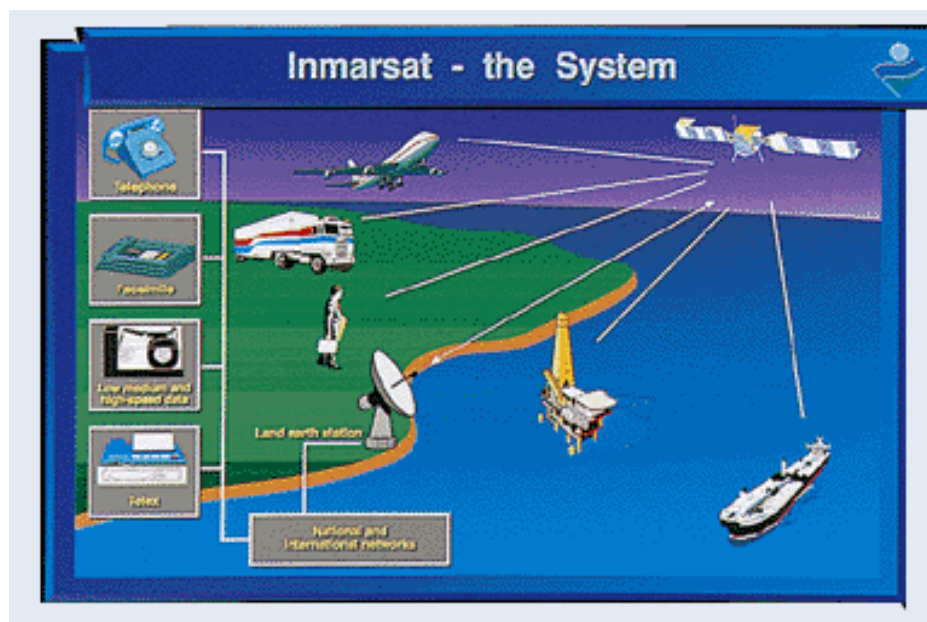 Inmarsat - the System
Telephone
Facsimile
Low medium and
high-speed data
Telex
Land earth station
National and
international networks